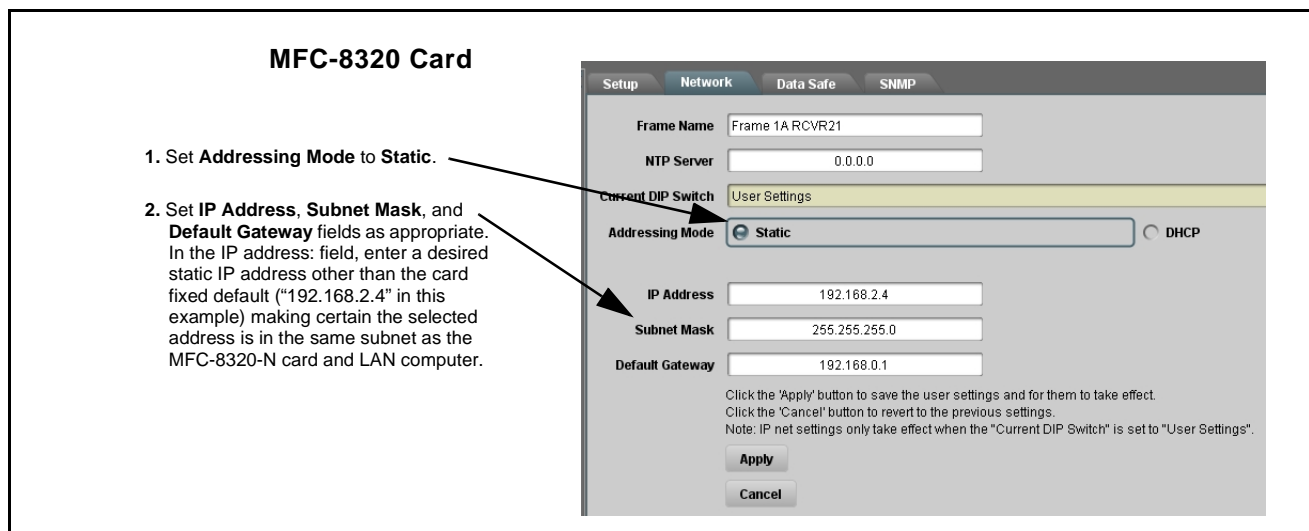 MFC-8320 Card
1. Set Addressing Mode to Static.
2. Set IP Address, Subnet Mask, and
Default Gateway fields as appropriate.
In the IP address: field, enter a desired
static IP address other than the card
fixed default (“192.168.2.4” in this
example) making certain the selected
address is in the same subnet as the
MFC-8320-N card and LAN computer.
Setup Network Data Safe SNMP
Frame Name Frame 1A RCVR21
NTP Server 0.0.0.0
Current DIP Switch User Settings
Addressing Mode Static DHCP
IP Address 192.168.2.4
Subnet Mask 255.255.255.0
Default Gateway 192.168.0.1
Click the 'Apply' button to save the user settings and for them to take effect.
Click the 'Cancel' button to revert to the previous settings.
Note: IP net settings only take effect when the "Current DIP Switch" is set to "User Settings".
Apply
Cancel